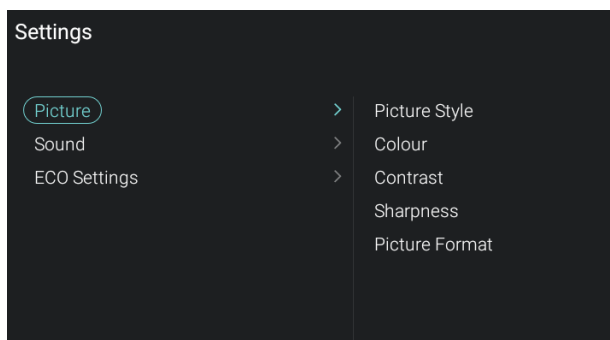 Settings
Picture
Sound
ECO Settings
Picture Style
Colour
Contrast
Sharpness
Picture Format